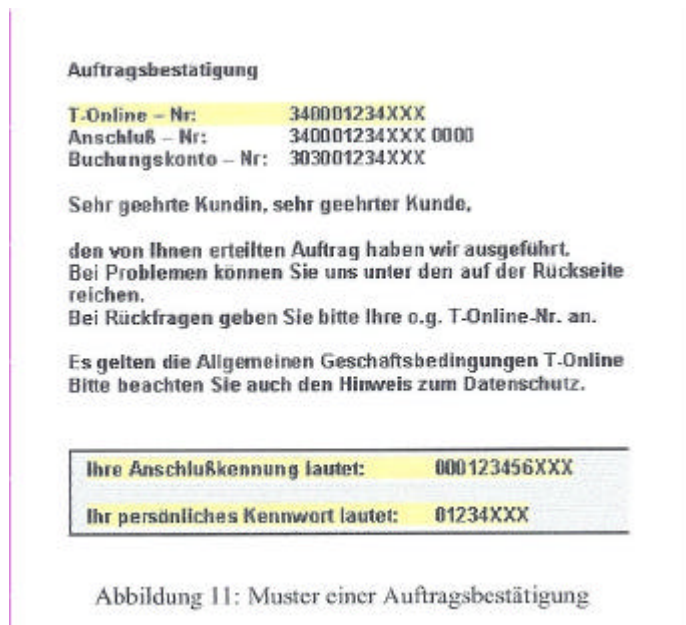 Auftragsbestätigung
T-Online – Nr: 340001234XXX
Anschluß – Nr: 340001234XXX 0000
Buchungskonto – Nr: 303001234XXX
Sehr geehrte Kundin, sehr geehrter Kunde,
den von Ihnen erteilten Auftrag haben wir ausgeführt.
Bei Problemen können Sie uns unter den auf der Rückseite
reichen.
Bei Rückfragen geben Sie bitte Ihre o.g. T-Online-Nr. an.
Es gelten die Allgemeinen Geschäftsbedingungen T-Online
Bitte beachten Sie auch den Hinweis zum Datenschutz.
Ihre Anschlußkennung lautet: 000123456XXX
Ihr persönliches Kennwort lautet: 01234XXX
Abbildung 11: Muster einer Auftragsbestätigung